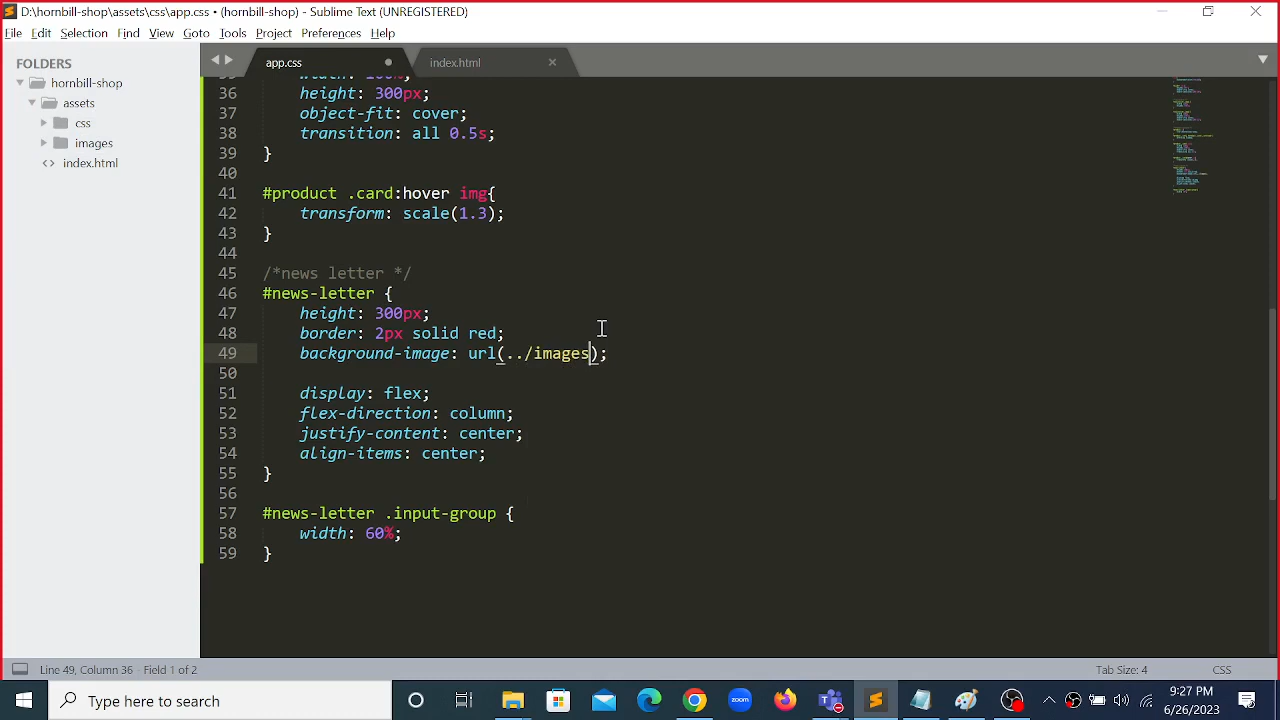 D:\hornbill-shop\assets\css\app.css • (hornbill-shop) - Sublime Text (UNREGISTERED)
File Edit Selection Find View Goto Tools Project Preferences Help
FOLDERS
hornbill-shop
assets
css
images
index.html
app.css
index.html
36 height: 300px;
37 object-fit: cover;
38 transition: all 0.5s;
39 }
40
41 #product .card:hover img{
42 transform: scale(1.3);
43 }
44
45 /*news letter */
46 #news-letter {
47 height: 300px;
48 border: 2px solid red;
49 background-image: url(../images);
50
51 display: flex;
52 flex-direction: column;
53 justify-content: center;
54 align-items: center;
55 }
56
57 #news-letter .input-group {
58 width: 60%;
59 }
Line 49, Column 36 - Field 1 of 2
Tab Size: 4
CSS
Type here to search
zoom
9:27 PM
6/26/2023